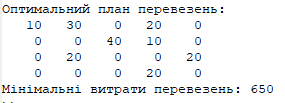 Оптимальний план перевезень:
10 30 0 20 0
0 0 40 10 0
0 20 0 0 20
0 0 0 20 0
Мінімальні витрати перевезень: 650